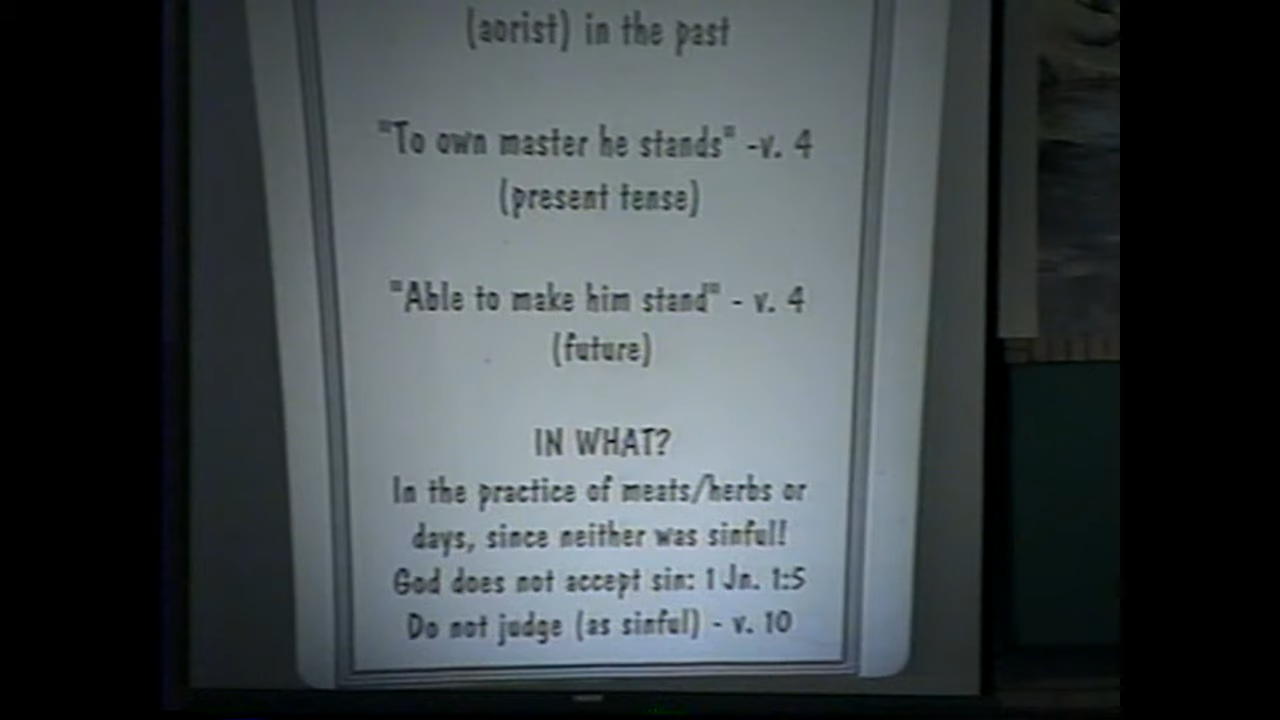 (aorist) in the past
"To own master he stands" -v. 4
(present tense)
"Able to make him stand" - v. 4
(future)
IN WHAT?
In the practice of meats/herbs or
days, since neither was sinful!
God does not accept sin: 1 Jn. 1:5
Do not judge (as sinful) - v. 10